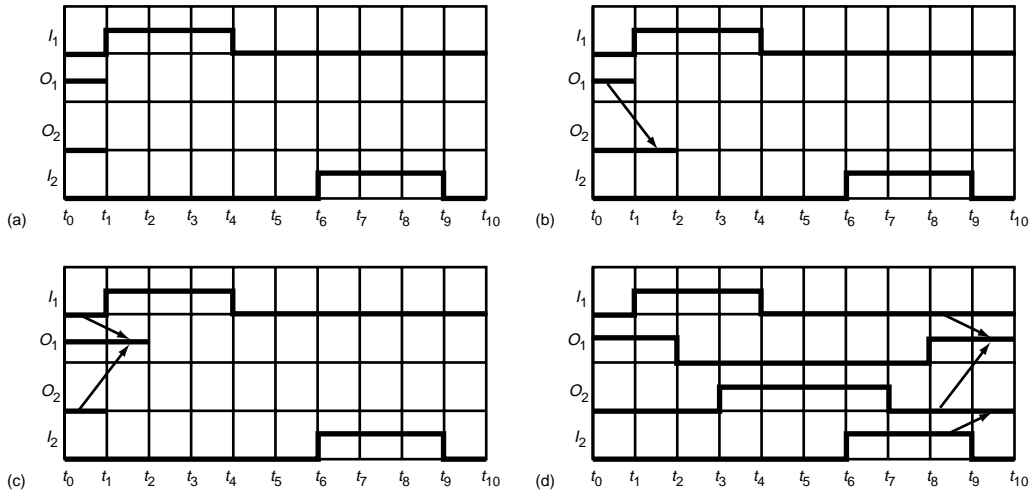 I1
O1
O2
I2
(a) t0 t1 t2 t3 t4 t5 t6 t7 t8 t9 t10
I1
O1
O2
I2
(b) t0 t1 t2 t3 t4 t5 t6 t7 t8 t9 t10
I1
O1
O2
I2
(c) t0 t1 t2 t3 t4 t5 t6 t7 t8 t9 t10
I1
O1
O2
I2
(d) t0 t1 t2 t3 t4 t5 t6 t7 t8 t9 t10